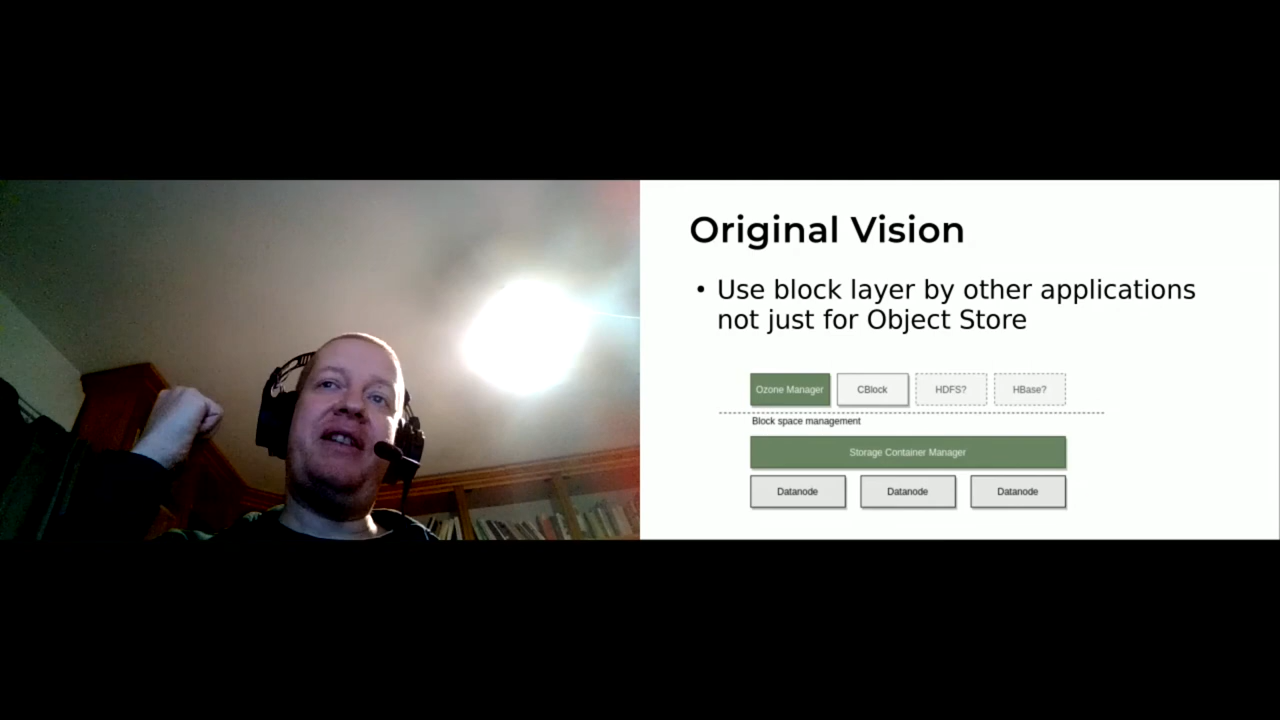 Original Vision
• Use block layer by other applications
not just for Object Store
Ozone Manager CBlock HDFS? HBase?
Block space management
Storage Container Manager
Datanode Datanode Datanode